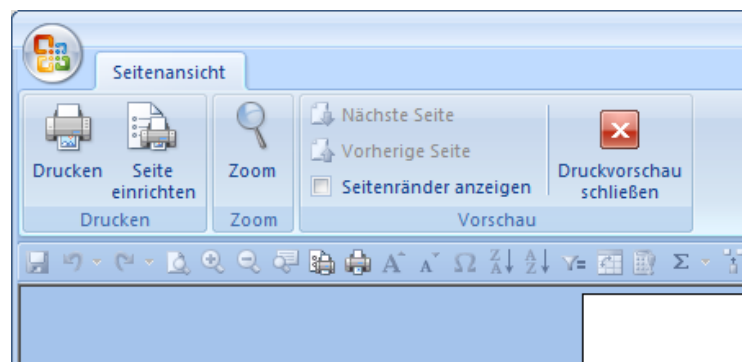 Seitenansicht
Drucken
Seite
einrichten
Drucken
Zoom
Zoom
Nächste Seite
Vorherige Seite
Seitenränder anzeigen
Druckvorschau
schließen
Vorschau